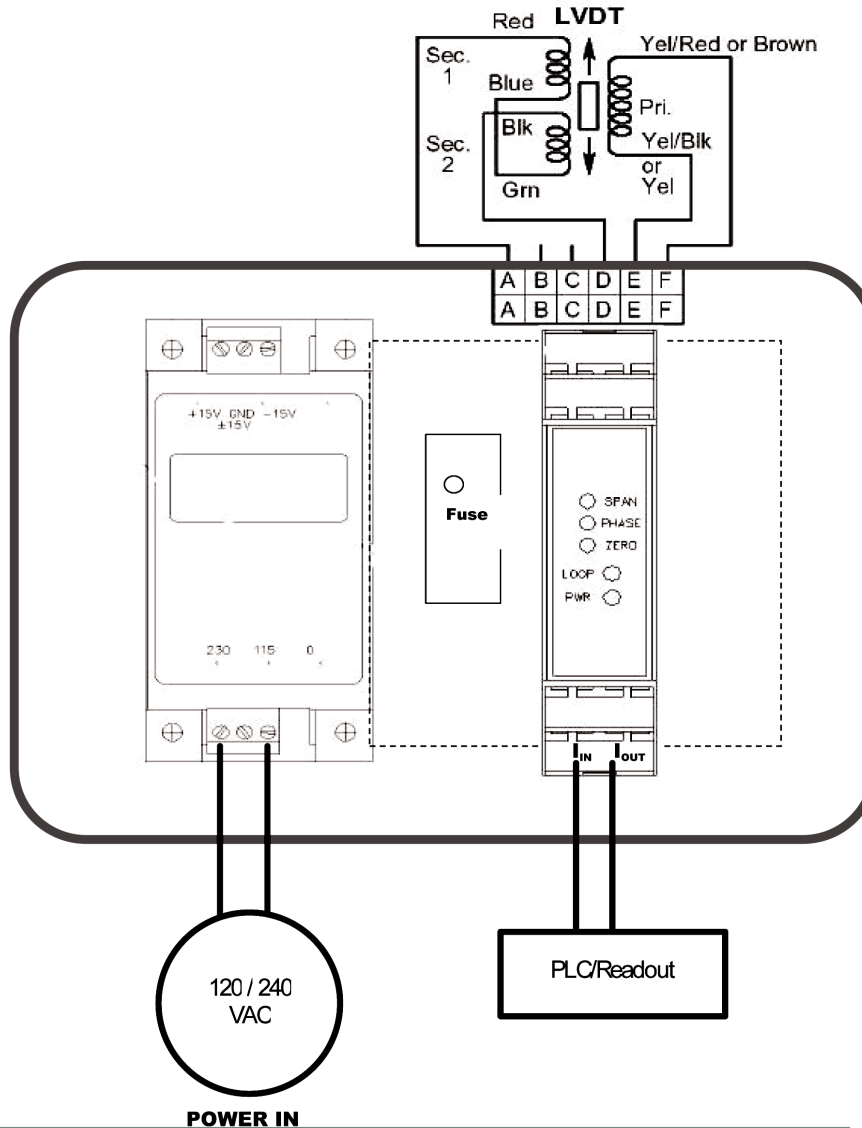 LVDT
Red
Yel/Red or Brown
Sec.
1
Blue
Pri.
Blk
Yel/Blk
or
Yel
Sec.
2
Grn
A B C D E F
A B C D E F
+15V GND -15V
±15V
Fuse
SPAN
PHASE
ZERO
LOOP
PWR
230 115 0
IIN IOUT
120 / 240
VAC
PLC/Readout
POWER IN